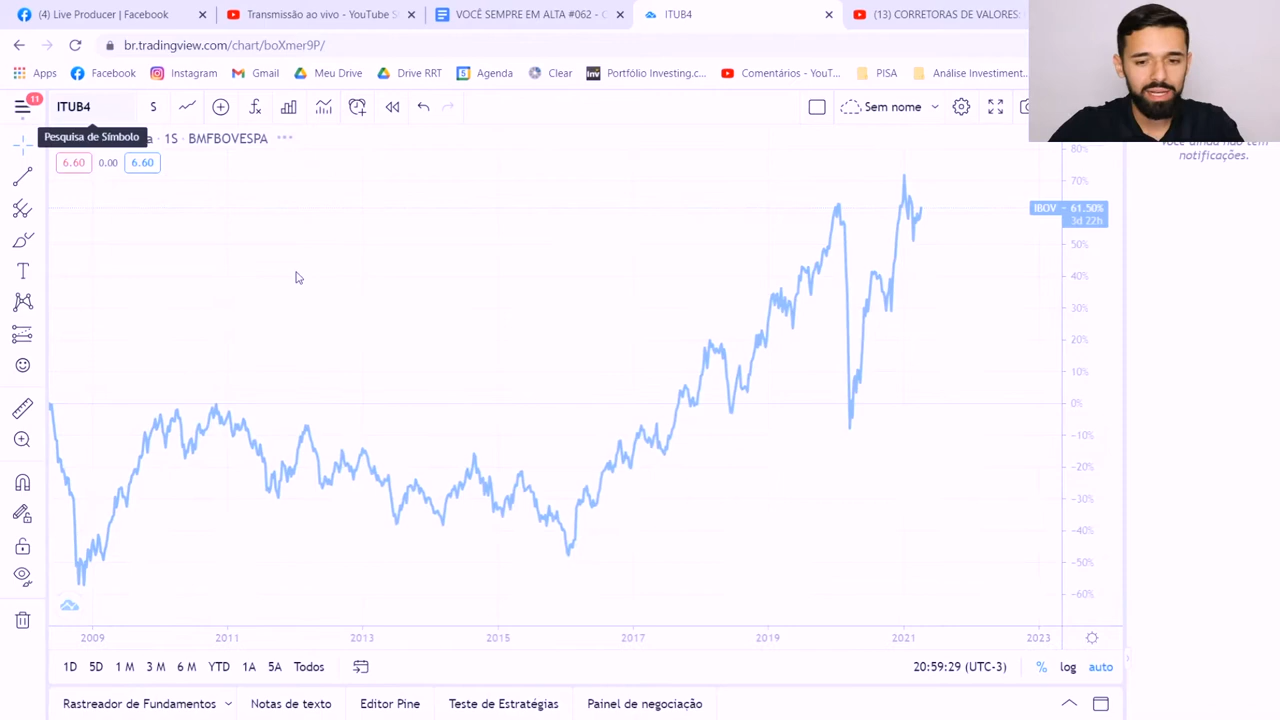 (4) Live Producer | Facebook
Transmissão ao vivo - YouTube S
VOCÊ SEMPRE EM ALTA #062 - C
ITUB4
(13) CORRETORAS DE VALORES:
br.tradingview.com/chart/boXmer9P/
Apps
Facebook
Instagram
Gmail
Meu Drive
Drive RRT
Agenda
Clear
Portfólio Investing.c...
Comentários - YouT...
PISA
Análise Investiment...
11
ITUB4
S
Sem nome
Pesquisa de Símbolo
a · 1S · BMFBOVESPA
6.60
0.00
6.60
Você ainda não tem
notificações.
80%
70%
IBOV
61.50%
3d 22h
50%
40%
30%
20%
10%
0%
-10%
-20%
-30%
-40%
-50%
-60%
2009
2011
2013
2015
2017
2019
2021
2023
1D
5D
1 M
3 M
6 M
YTD
1A
5A
Todos
20:59:29 (UTC-3)
%
log
auto
Rastreador de Fundamentos
Notas de texto
Editor Pine
Teste de Estratégias
Painel de negociação